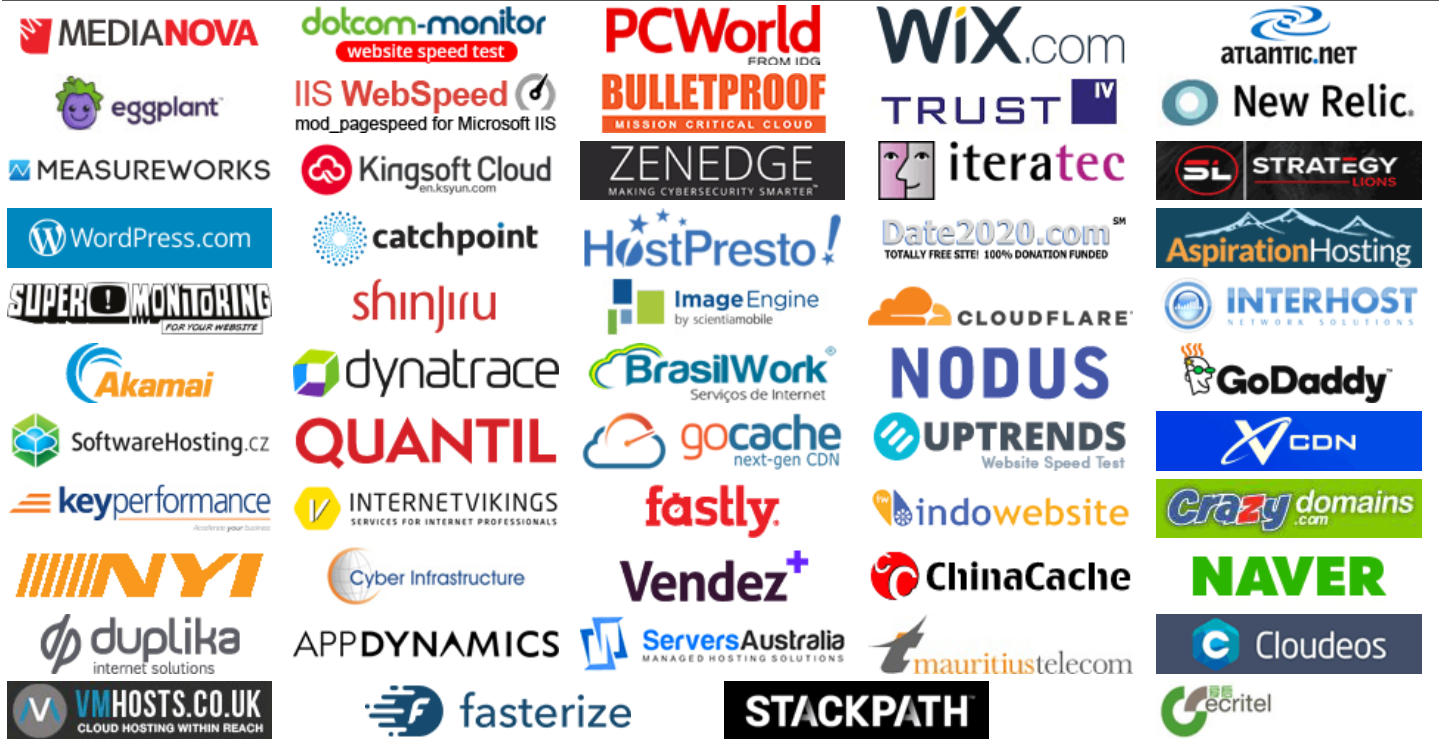 MEDIANOVA
dotcom-monitor
website speed test
PCWorld
FROM IDG
WiX.com
ATLANTIC.NET
eggplant™
IIS WebSpeed
mod_pagespeed for Microsoft IIS
BULLETPROOF
MISSION CRITICAL CLOUD
TRUST IV
New Relic®
MEASUREWORKS
Kingsoft Cloud
en.ksyun.com
ZENEDGE
MAKING CYBERSECURITY SMARTER™
iteratec
SL STRATEGY
LIONS
WordPress.com
catchpoint
HostPresto!
Date2020.com SM
TOTALLY FREE SITE! 100% DONATION FUNDED
AspirationHosting
SUPER MONITORING
FOR YOUR WEBSITE
shinjiru
ImageEngine
by scientiamobile
CLOUDFLARE
INTERHOST
NETWORK SOLUTIONS
Akamai
dynatrace
BrasilWork®
Serviços de Internet
NODUS
GoDaddy™
SoftwareHosting.cz
QUANTIL
gocache
next-gen CDN
UPTRENDS
Website Speed Test
VCDN
keyperformance
Accelerate your business
INTERNETVIKINGS
SERVICES FOR INTERNET PROFESSIONALS
fastly
indowebsite
Crazy domains
.com
NYI
Cyber Infrastructure
Vendez+
ChinaCache
NAVER
duplika
internet solutions
APPDYNAMICS
ServersAustralia
MANAGED HOSTING SOLUTIONS
mauritiustelecom
Cloudeos
VMHOSTS.CO.UK
CLOUD HOSTING WITHIN REACH
fasterize
STACKPATH™
ecritel